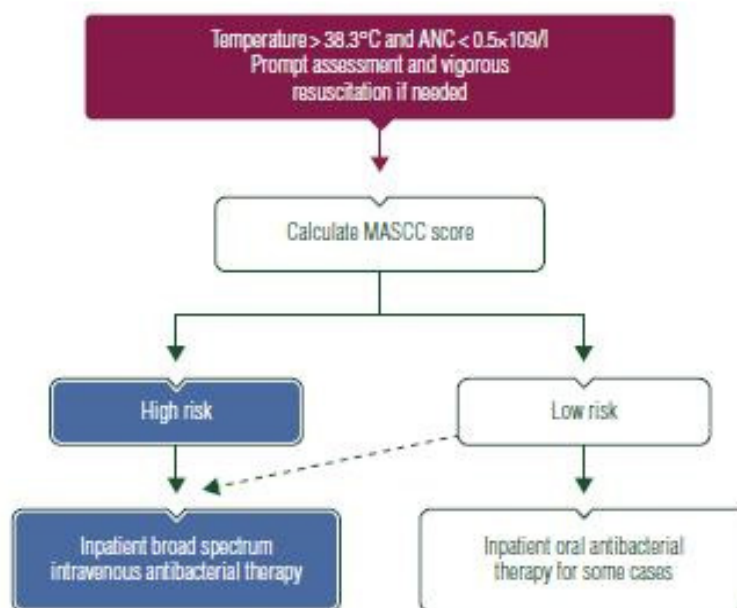 Temperature > 38.3°C and ANC < 0.5×109/l
Prompt assessment and vigorous
resuscitation if needed
Calculate MASCC score
High risk
Low risk
Inpatient broad spectrum
intravenous antibacterial therapy
Inpatient oral antibacterial
therapy for some cases